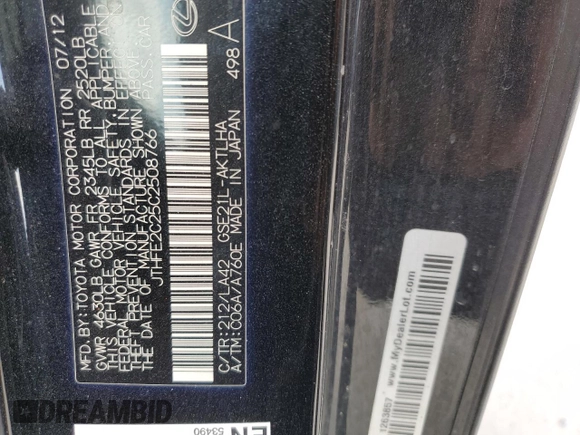 MFD.BY:TOYOTA MOTOR CORPORATION 07/12
GVWR 4630LB GAWR FR 2345LB RR 2520LB
THIS VEHICLE CONFORMS TO ALL APPLICABLE
FEDERAL MOTOR VEHICLE SAFETY, BUMPER, AND
THEFT PREVENTION STANDARDS IN EFFECT ON
THE DATE OF MANUFACTURE SHOWN ABOVE.
JTHFE2C25C2508766 PASS.CAR
C/TR:212/LA42 GSE21L-AKTLHA
A/TM:C06A/A760E MADE IN JAPAN 498 A
EN
53490
1263657 www.MyDealerLot.com
DREAMBID